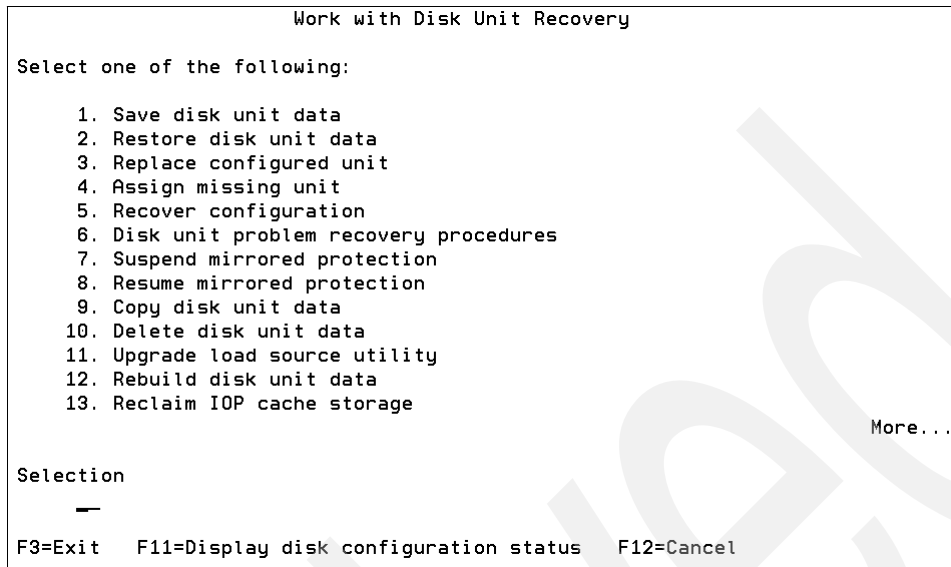 Work with Disk Unit Recovery
Select one of the following:
1. Save disk unit data
2. Restore disk unit data
3. Replace configured unit
4. Assign missing unit
5. Recover configuration
6. Disk unit problem recovery procedures
7. Suspend mirrored protection
8. Resume mirrored protection
9. Copy disk unit data
10. Delete disk unit data
11. Upgrade load source utility
12. Rebuild disk unit data
13. Reclaim IOP cache storage
More...
Selection
F3=Exit F11=Display disk configuration status F12=Cancel